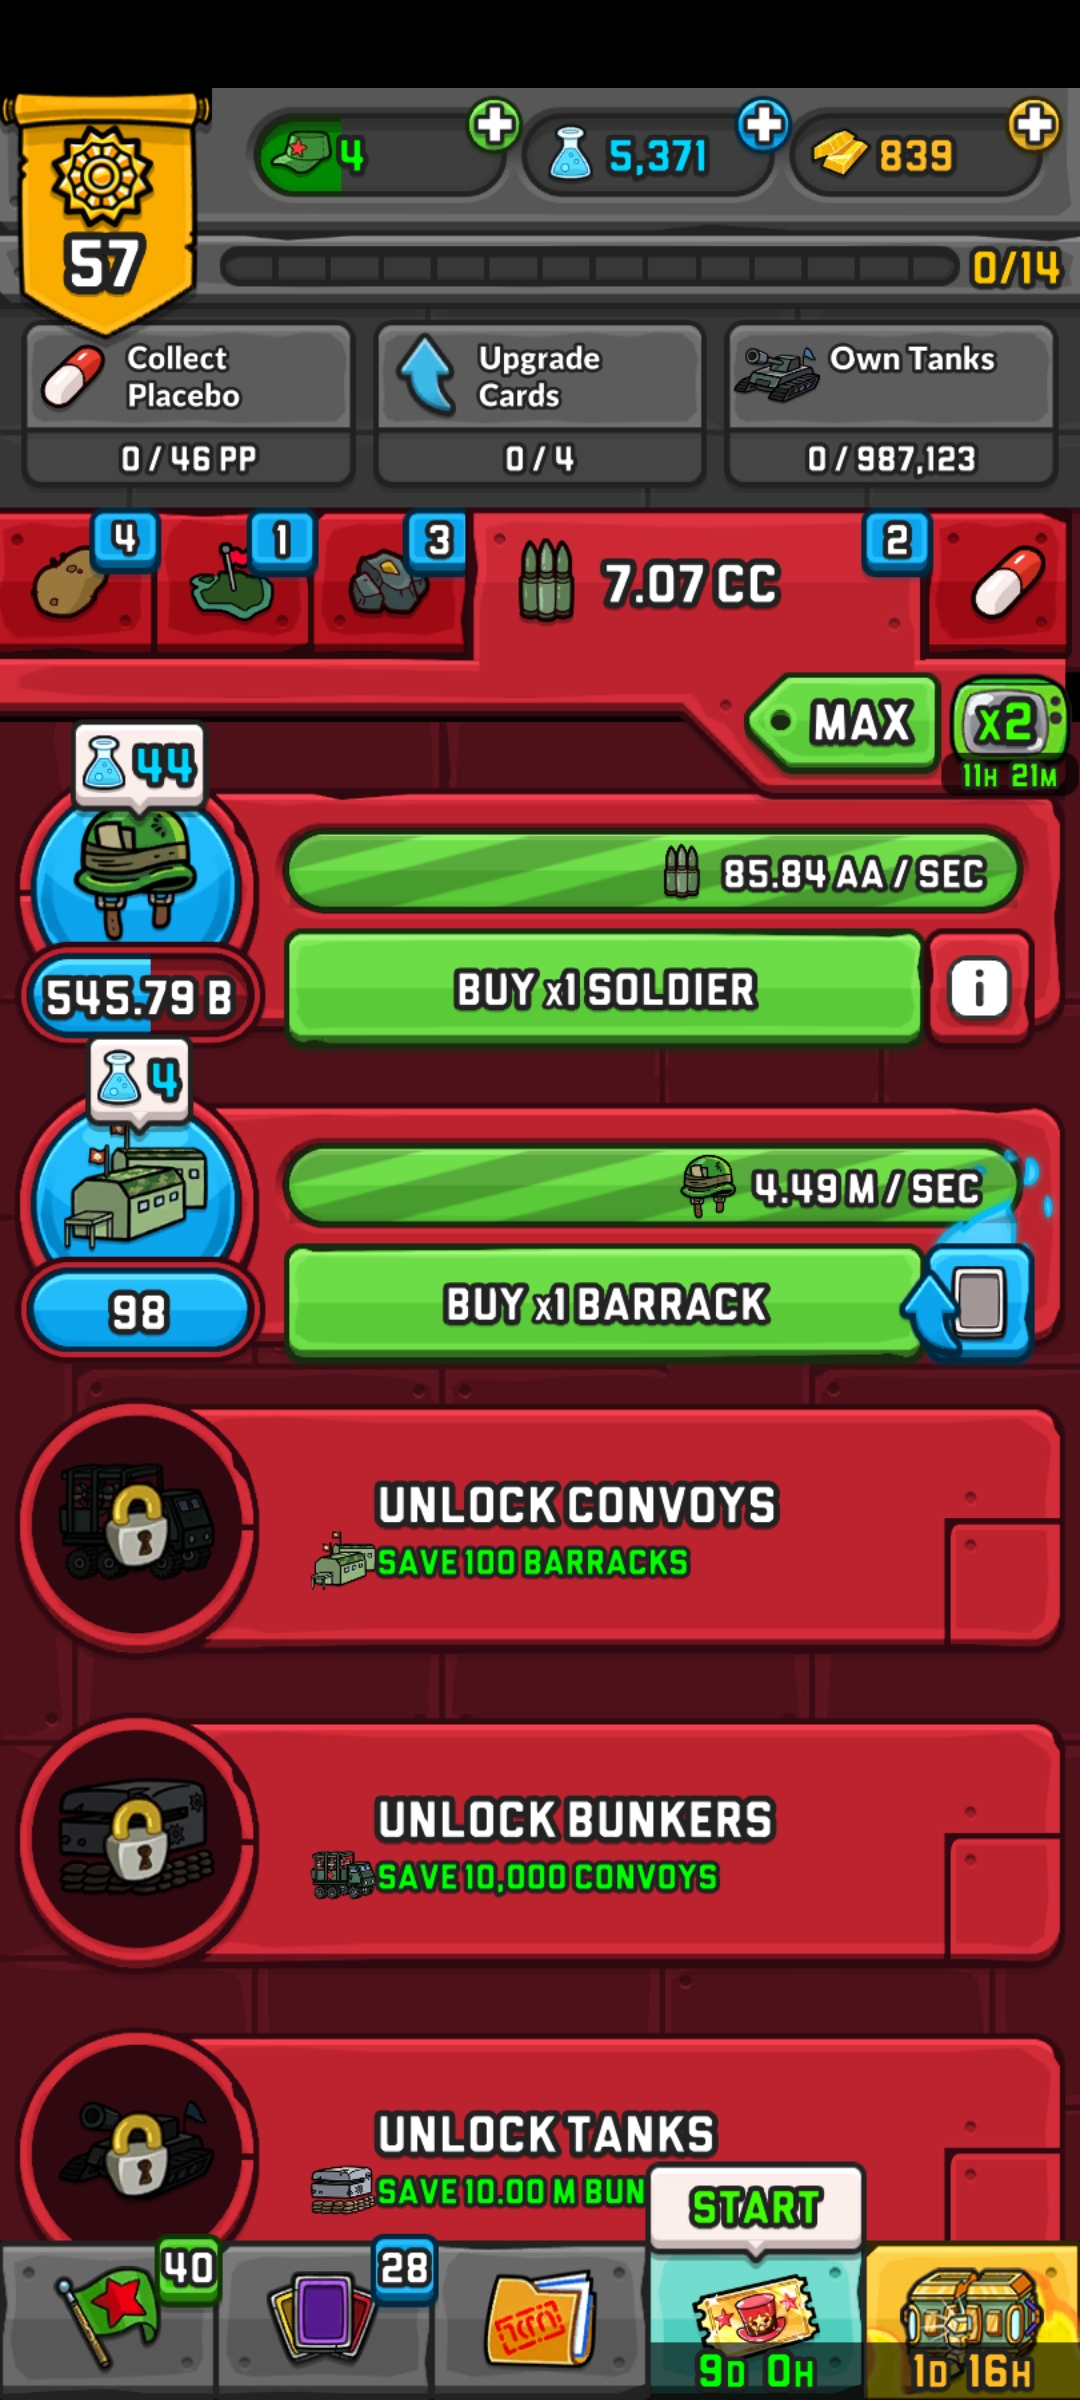 4
5,371
839
57
0/14
Collect
Placebo
0 / 46 PP
Upgrade
Cards
0 / 4
Own Tanks
0 / 987,123
4
1
3
7.07 CC
2
MAX
x2
11H 21M
44
85.84 AA / SEC
545.79 B
BUY x1 SOLDIER
i
4
4.49 M / SEC
98
BUY x1 BARRACK
UNLOCK CONVOYS
SAVE 100 BARRACKS
UNLOCK BUNKERS
SAVE 10,000 CONVOYS
UNLOCK TANKS
SAVE 10.00 M BUN
START
40
28
9D 0H
1D 16H